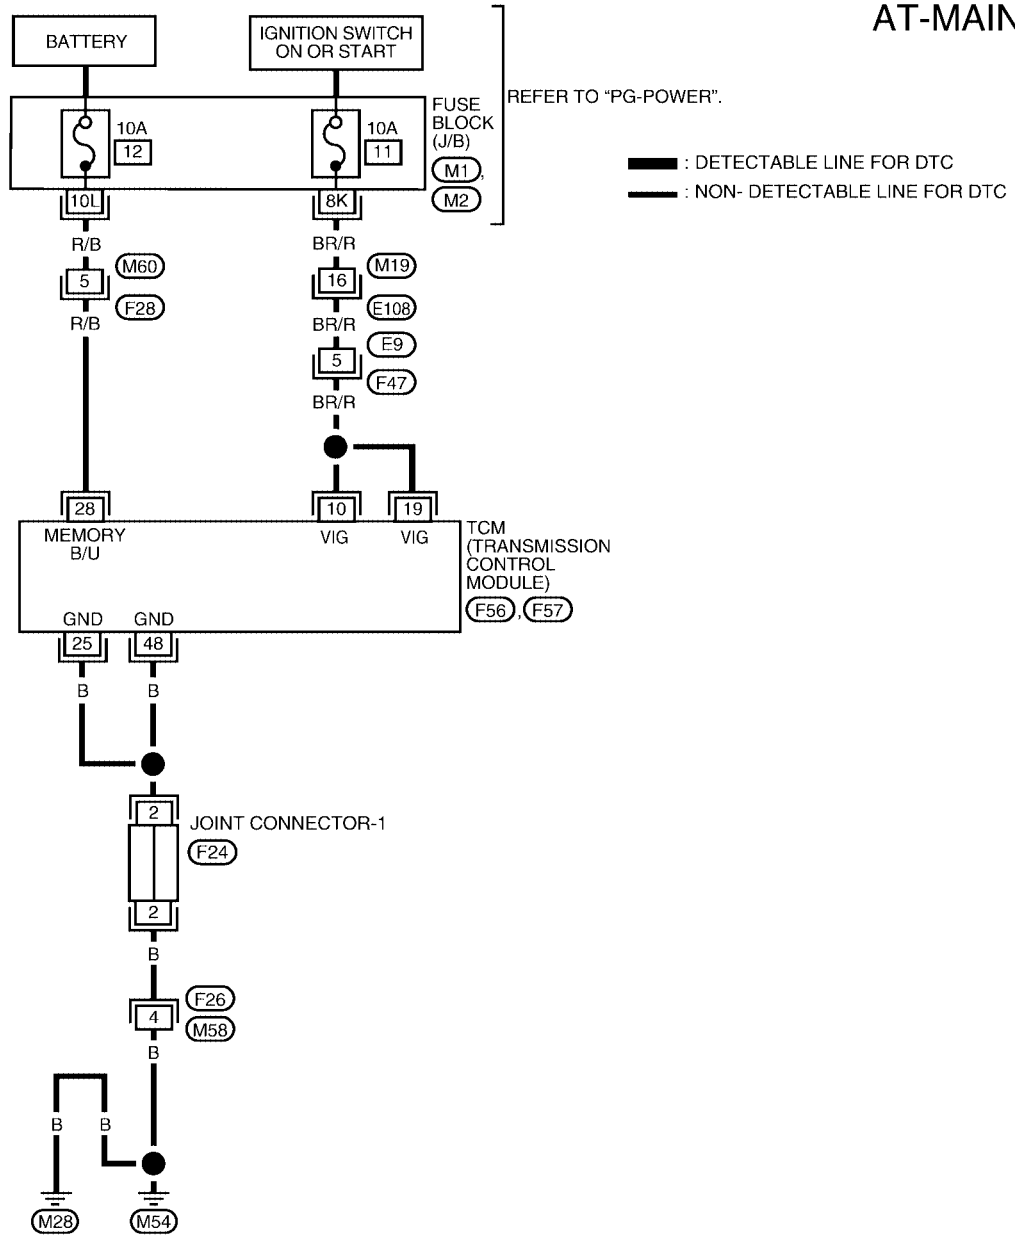 AT-MAIN
BATTERY
IGNITION SWITCH
ON OR START
REFER TO "PG-POWER".
10A
12
10A
11
FUSE
BLOCK
(J/B)
M1,
M2
: DETECTABLE LINE FOR DTC
: NON- DETECTABLE LINE FOR DTC
10L
8K
R/B
BR/R
5
M60
F28
16
M19
E108
R/B
BR/R
5
E9
F47
BR/R
28
10
19
MEMORY
B/U
VIG
VIG
TCM
(TRANSMISSION
CONTROL
MODULE)
F56, F57
GND
GND
25
48
B
B
2
JOINT CONNECTOR-1
F24
2
B
4
F26
M58
B
B
B
M28
M54